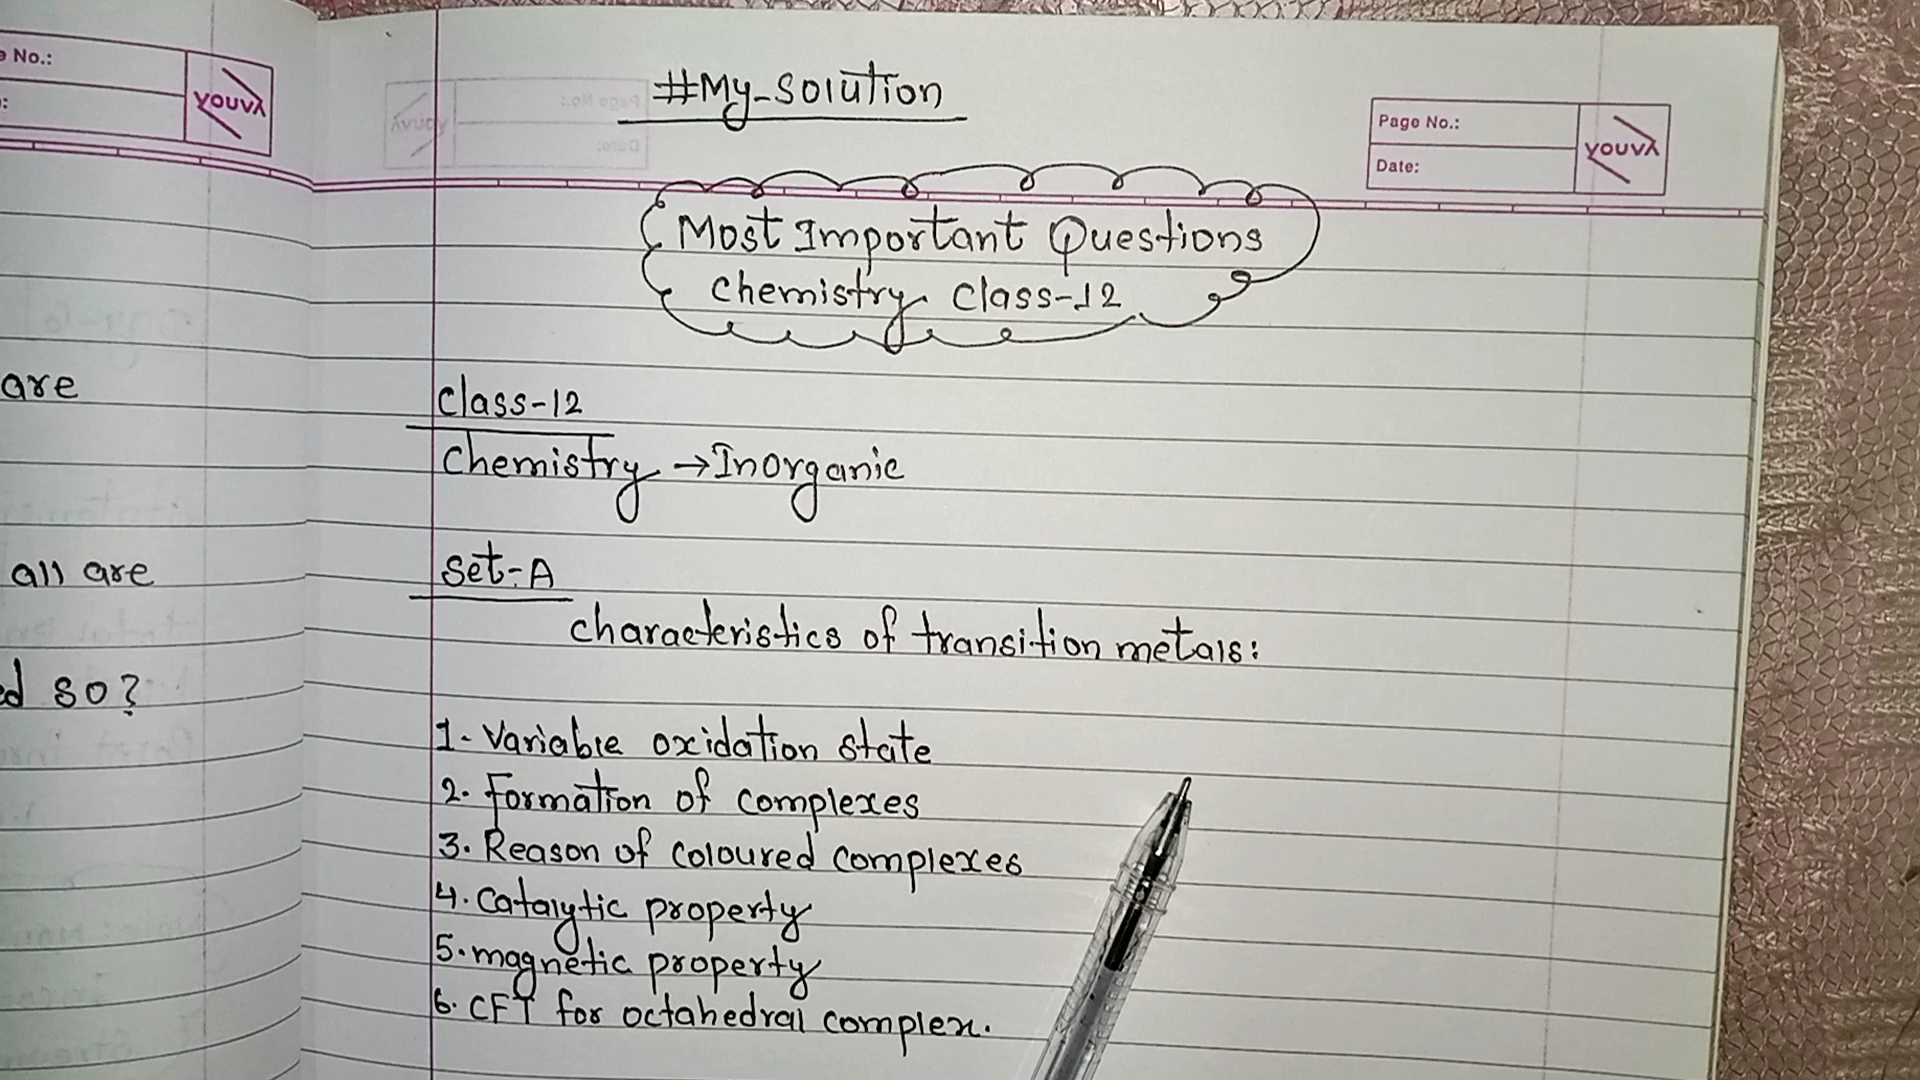 No.:
youva
are
all are
so?
#My_Solution
Page No.:
Date:
youva
Most Important Questions
Chemistry Class-12
Class-12
Chemistry → Inorganic
Set-A
Characteristics of transition metals:
1. Variable oxidation state
2. Formation of complexes
3. Reason of coloured complexes
4. Catalytic property
5. magnetic property
6. CFT for octahedral complex.